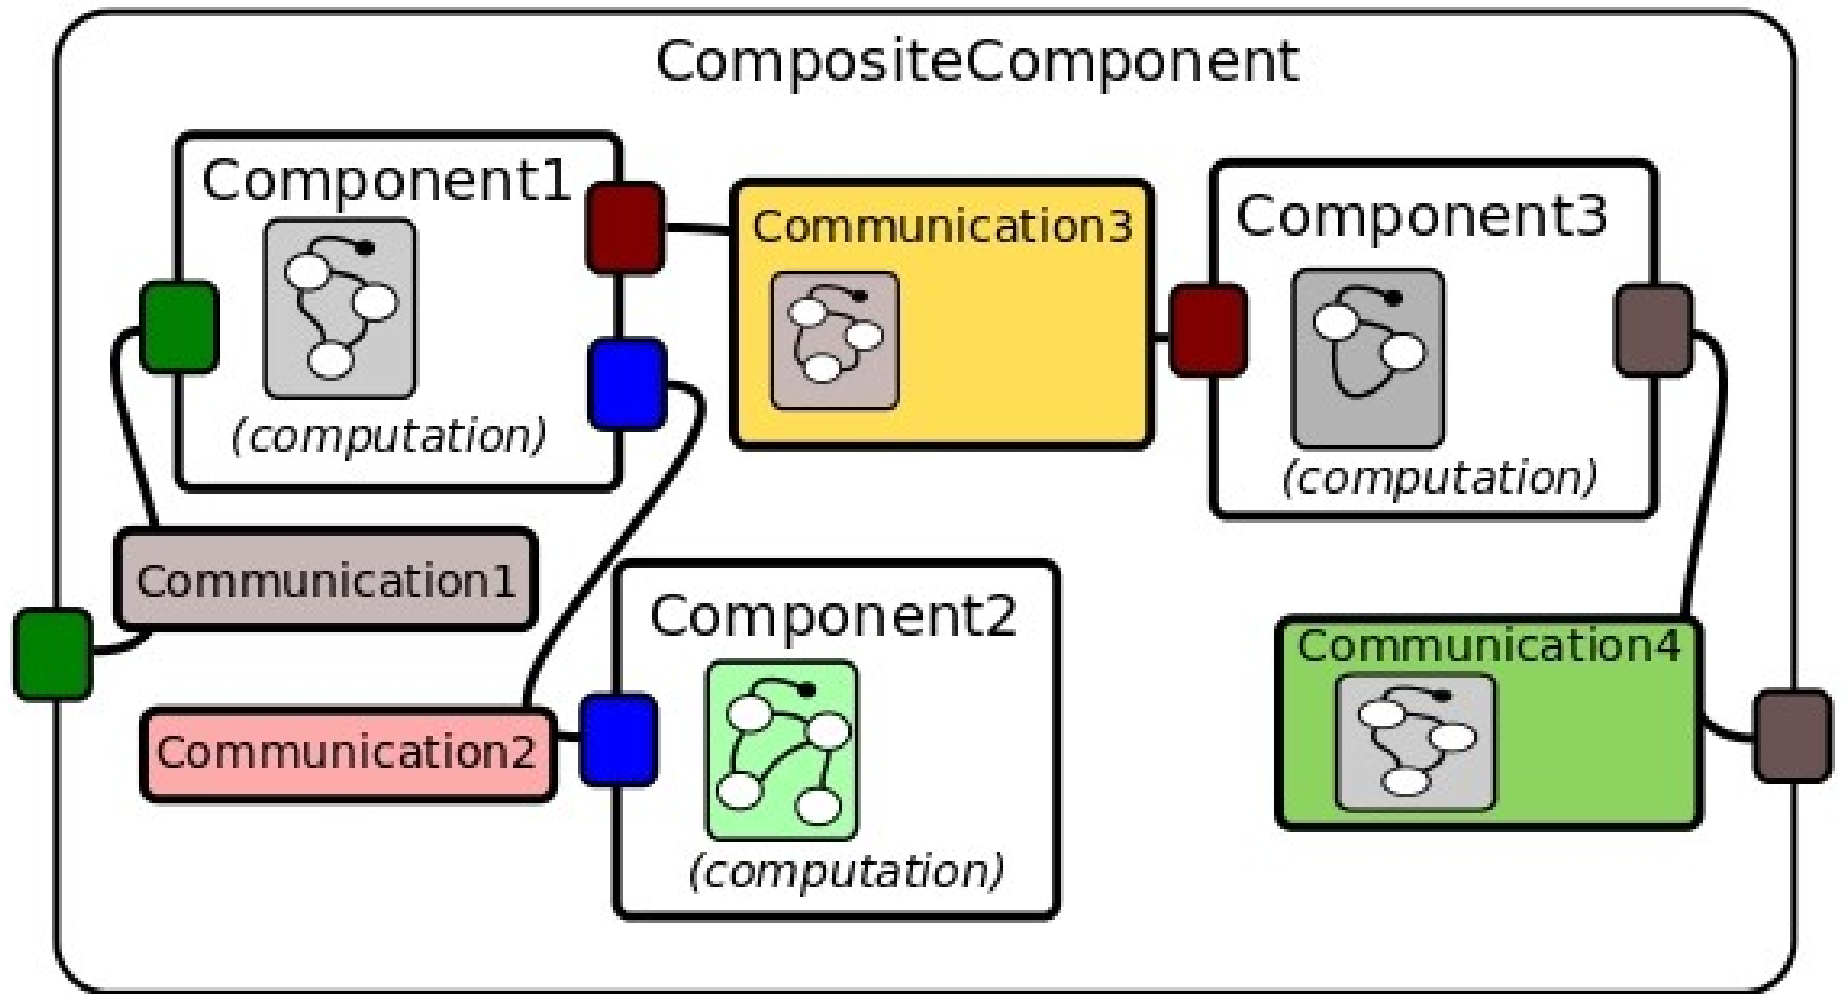 CompositeComponent
Component1
(computation)
Communication3
Component3
(computation)
Communication1
Communication2
Component2
(computation)
Communication4